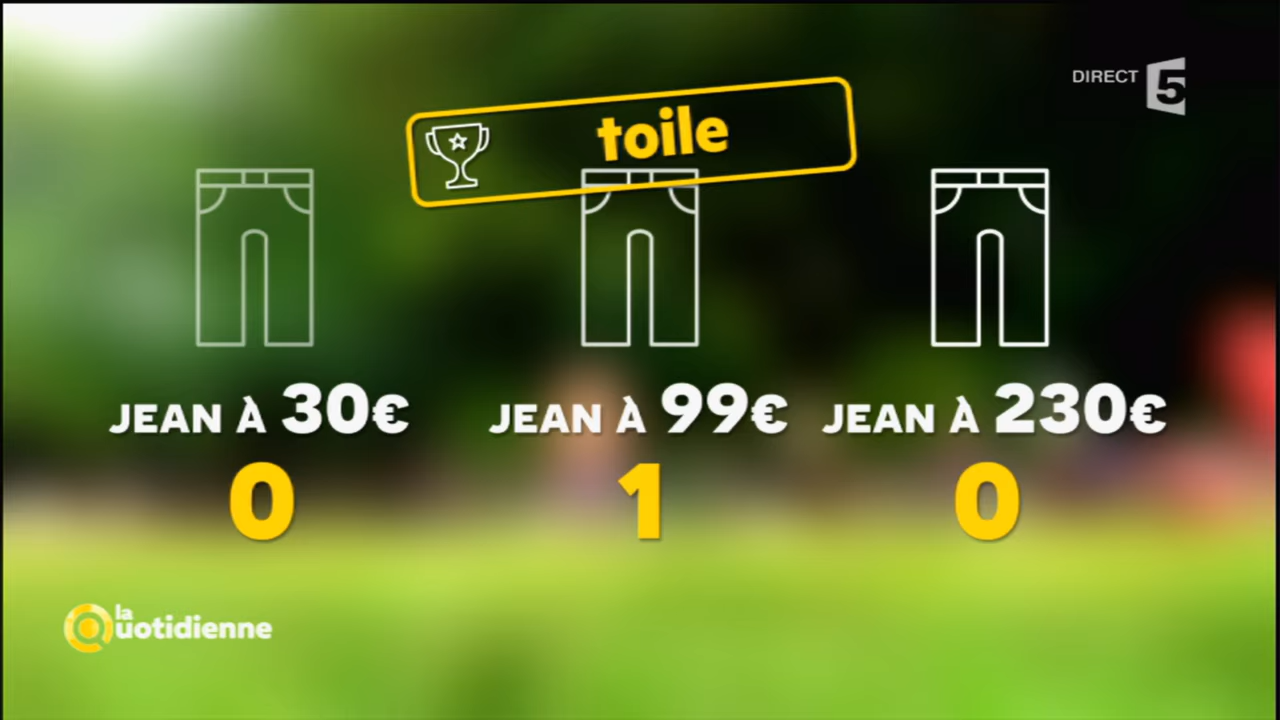 DIRECT 5
toile
JEAN À 30€
JEAN À 99€
JEAN À 230€
0
1
0
la
Quotidienne